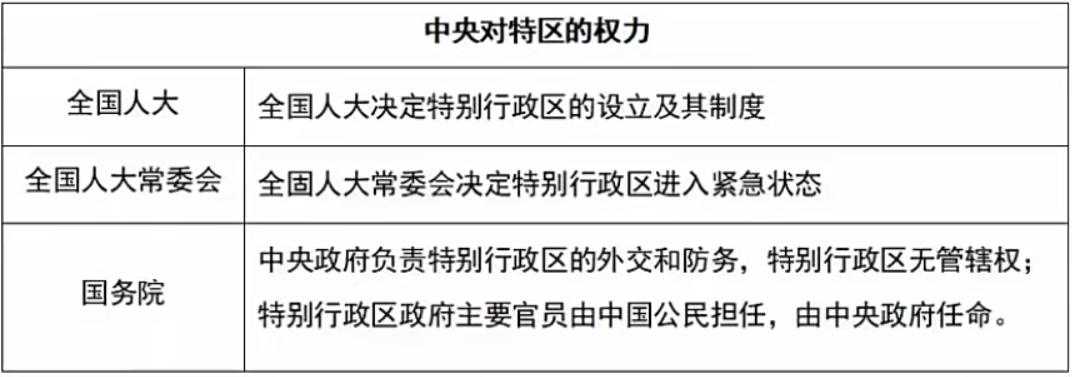 中央对特区的权力
全国人大
全国人大决定特别行政区的设立及其制度
全国人大常委会
全固人大常委会决定特别行政区进入紧急状态
国务院
中央政府负责特别行政区的外交和防务，特别行政区无管辖权；
特别行政区政府主要官员由中国公民担任，由中央政府任命。